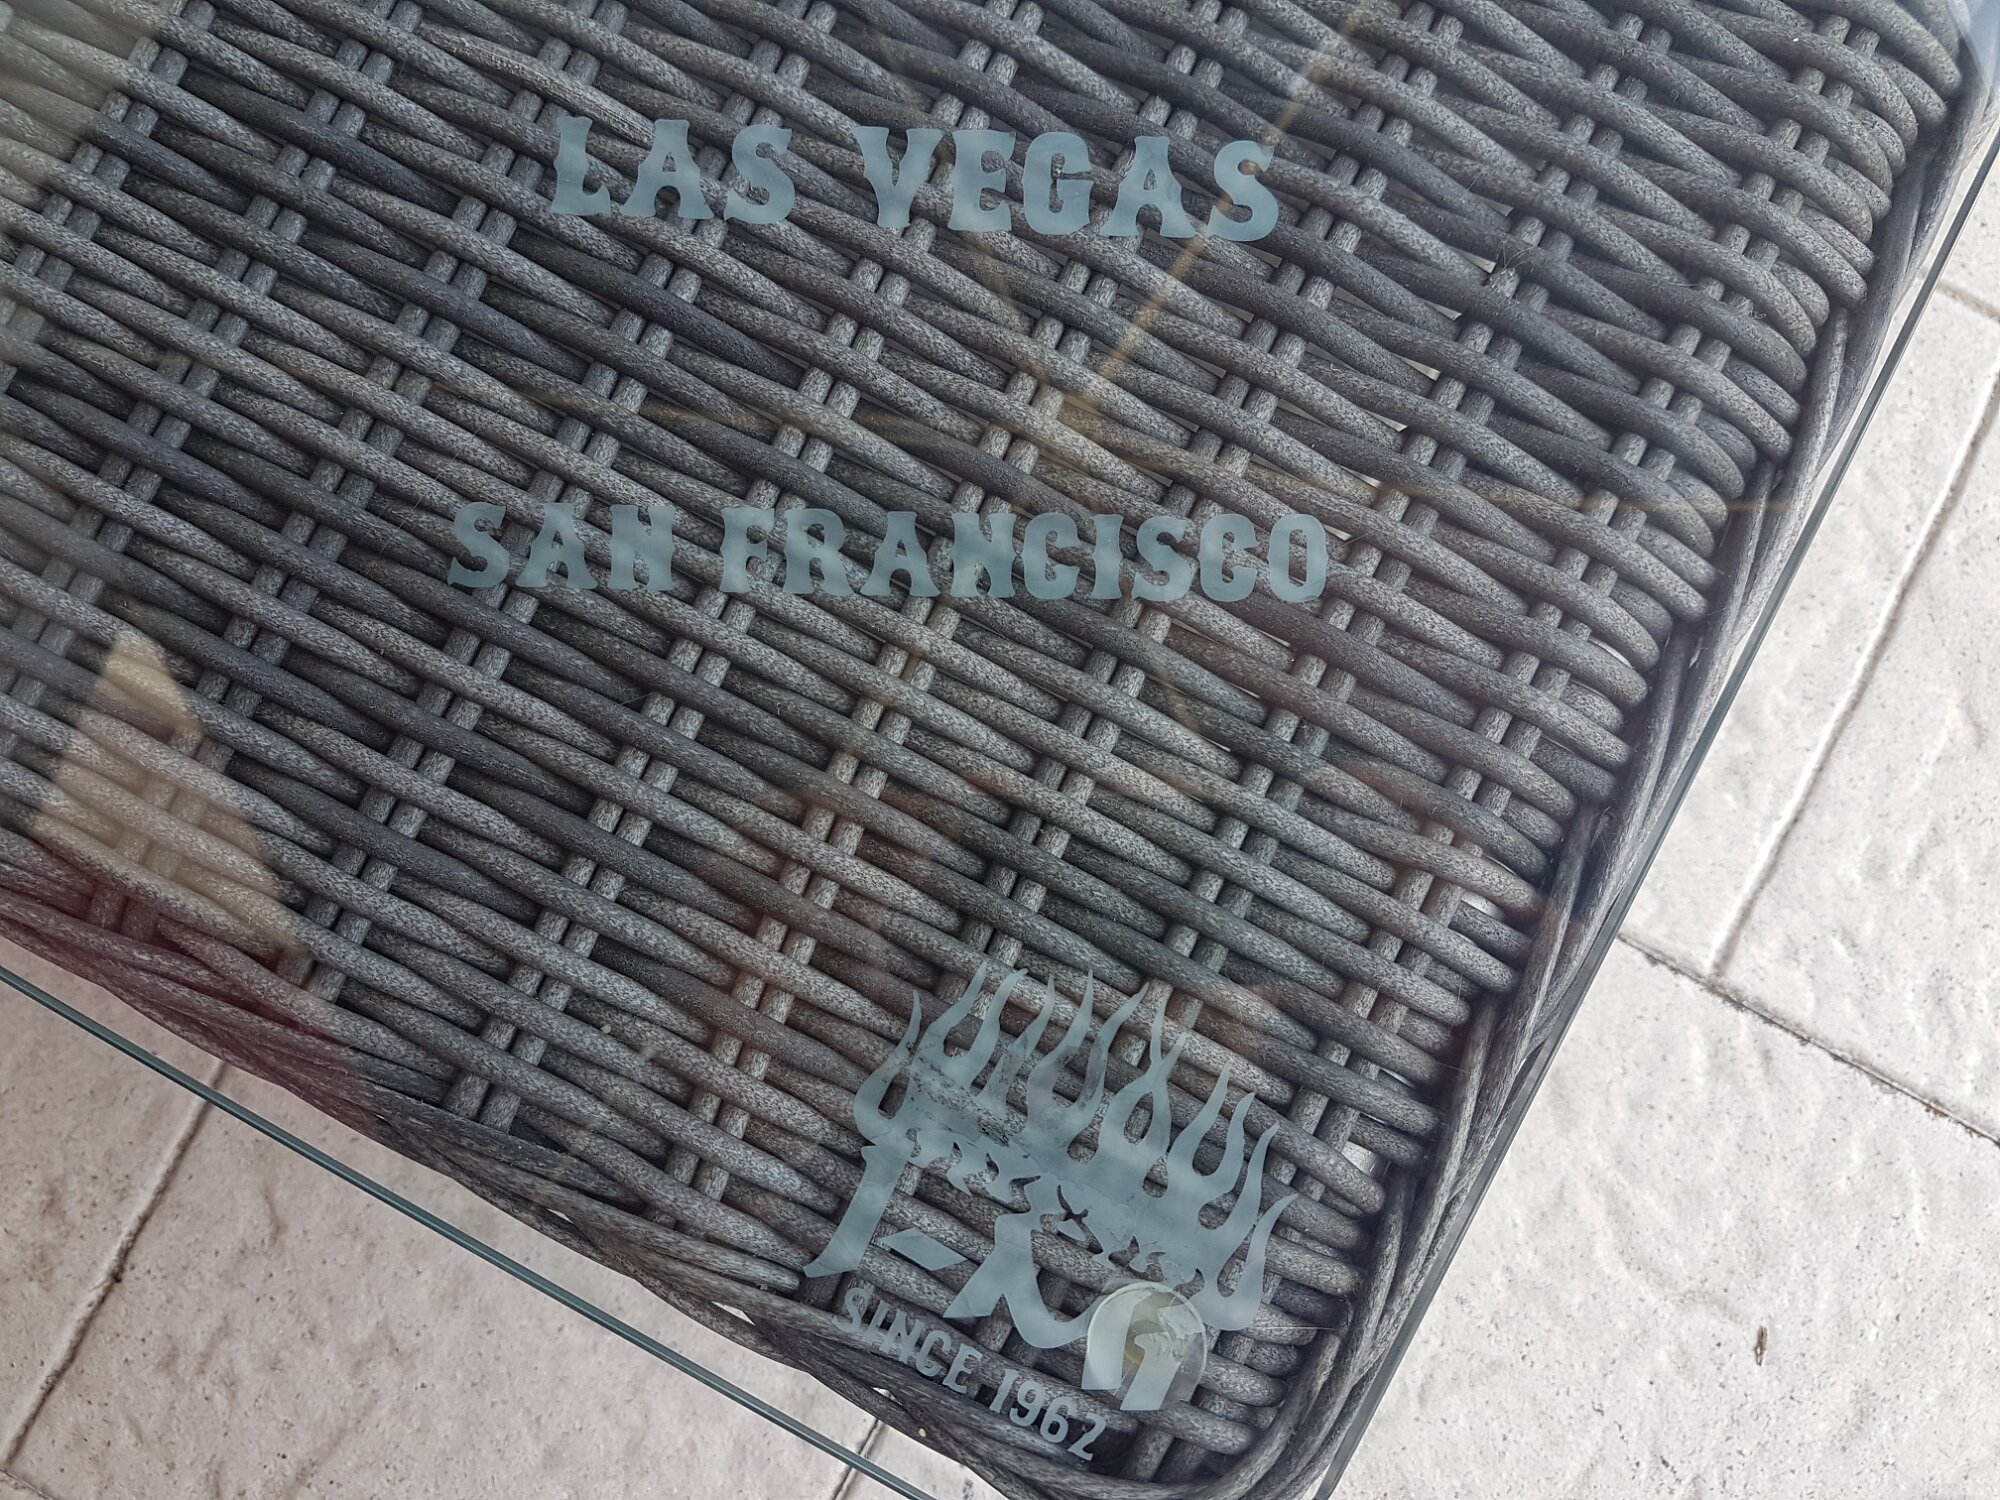 LAS VEGAS
SAN FRANCISCO
SINCE 1962